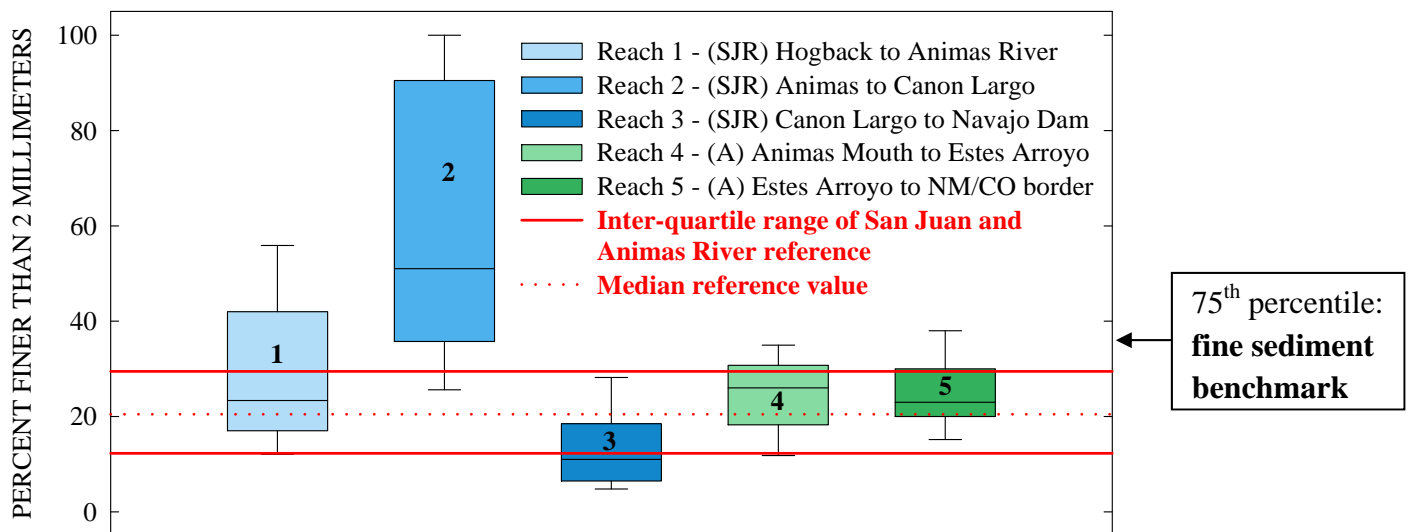 PERCENT FINER THAN 2 MILLIMETERS
100
80
60
40
20
0
1
2
3
4
5
Reach 1 - (SJR) Hogback to Animas River
Reach 2 - (SJR) Animas to Canon Largo
Reach 3 - (SJR) Canon Largo to Navajo Dam
Reach 4 - (A) Animas Mouth to Estes Arroyo
Reach 5 - (A) Estes Arroyo to NM/CO border
Inter-quartile range of San Juan and
Animas River reference
Median reference value
75th percentile:
fine sediment
benchmark